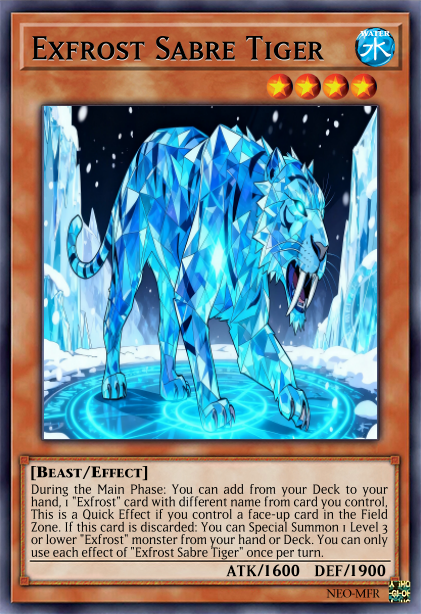 Exfrost Sabre Tiger
WATER
水
[Beast/Effect]
During the Main Phase: You can add from your Deck to your
hand, 1 "Exfrost" card with different name from card you control,
This is a Quick Effect if you control a face-up card in the Field
Zone. If this card is discarded: You can Special Summon 1 Level 3
or lower "Exfrost" monster from your hand or Deck. You can only
use each effect of "Exfrost Sabre Tiger" once per turn.
ATK/1600 DEF/1900
NEO-MFR